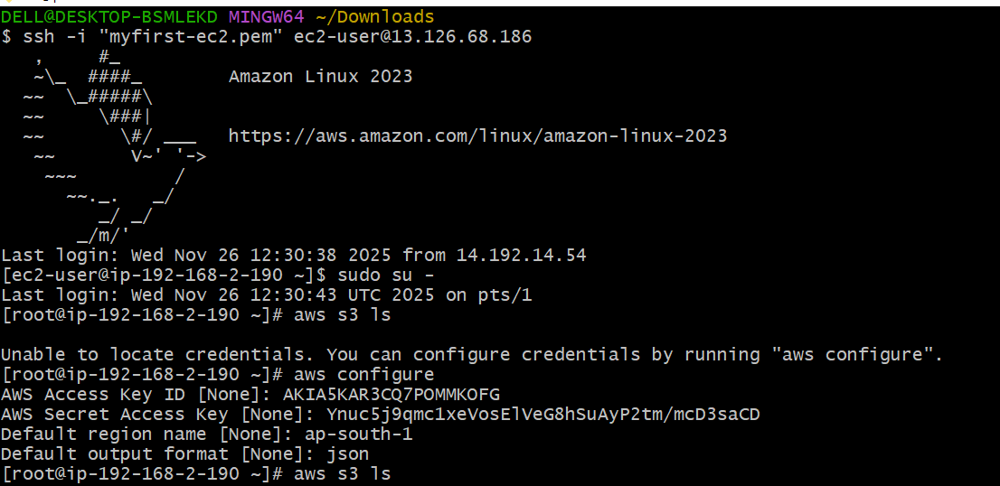 DELL@DESKTOP-BSMLEKD MINGW64 ~/Downloads
$ ssh -i "myfirst-ec2.pem" ec2-user@13.126.68.186
   ,     #_
   ~\_  ####_        Amazon Linux 2023
  ~~  \_#####\
  ~~     \###|
  ~~       \#/ ___   https://aws.amazon.com/linux/amazon-linux-2023
   ~~       V~' '->
    ~~~         /
      ~~._.   _/
         _/ _/
       _/m/'
Last login: Wed Nov 26 12:30:38 2025 from 14.192.14.54
[ec2-user@ip-192-168-2-190 ~]$ sudo su -
Last login: Wed Nov 26 12:30:43 UTC 2025 on pts/1
[root@ip-192-168-2-190 ~]# aws s3 ls

Unable to locate credentials. You can configure credentials by running "aws configure".
[root@ip-192-168-2-190 ~]# aws configure
AWS Access Key ID [None]: AKIA5KAR3CQ7POMMKOFG
AWS Secret Access Key [None]: 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
Default region name [None]: ap-south-1
Default output format [None]: json
[root@ip-192-168-2-190 ~]# aws s3 ls